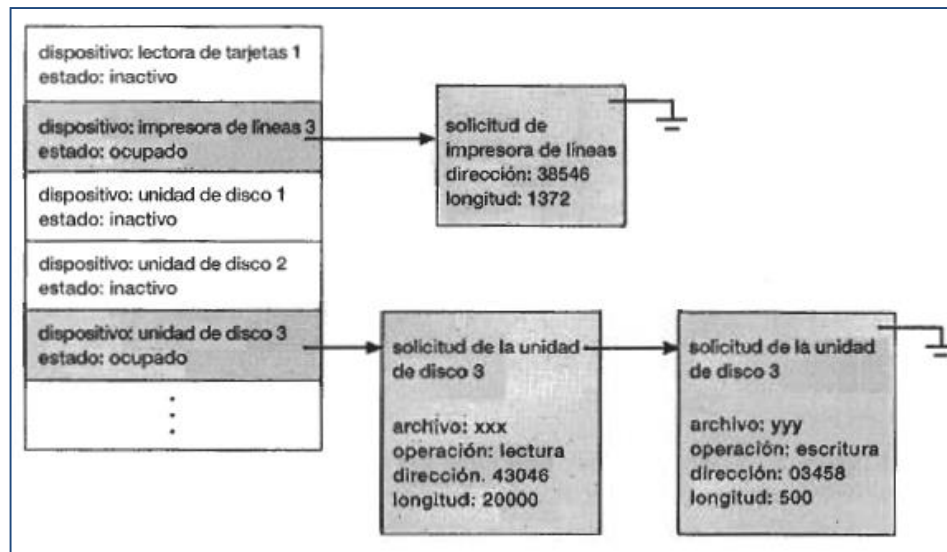 dispositivo: lectora de tarjetas 1
estado: inactivo
dispositivo: impresora de líneas 3
estado: ocupado
dispositivo: unidad de disco 1
estado: inactivo
dispositivo: unidad de disco 2
estado: inactivo
dispositivo: unidad de disco 3
estado: ocupado
solicitud de
impresora de líneas
dirección: 38546
longitud: 1372
solicitud de la unidad
de disco 3
archivo: xxx
operación: lectura
dirección. 43046
longitud: 20000
solicitud de la unidad
de disco 3
archivo: yyy
operación: escritura
dirección: 03458
longitud: 500